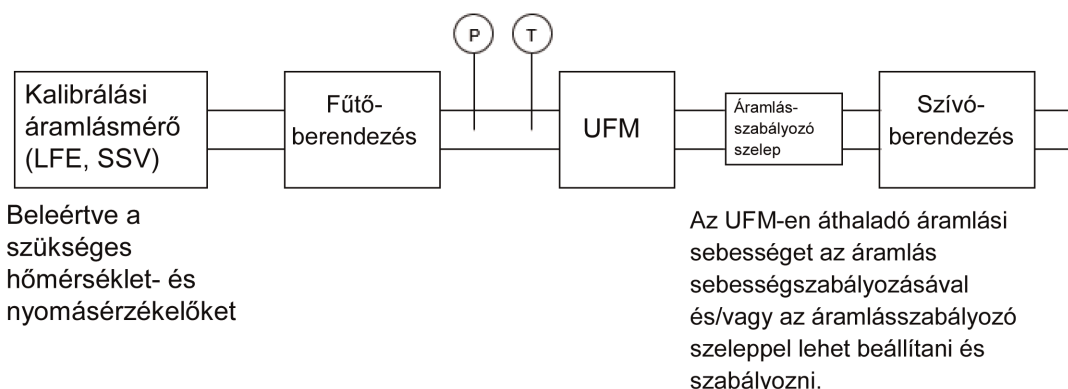 P
T
Kalibrálási
áramlásmérő
(LFE, SSV)
Fűtő-
berendezés
UFM
Áramlás-
szabályozó
szelep
Szívó-
berendezés
Beleértve a
szükséges
hőmérséklet- és
nyomásérzékelőket
Az UFM-en áthaladó áramlási
sebességet az áramlás
sebességszabályozásával
és/vagy az áramlásszabályozó
szeleppel lehet beállítani és
szabályozni.